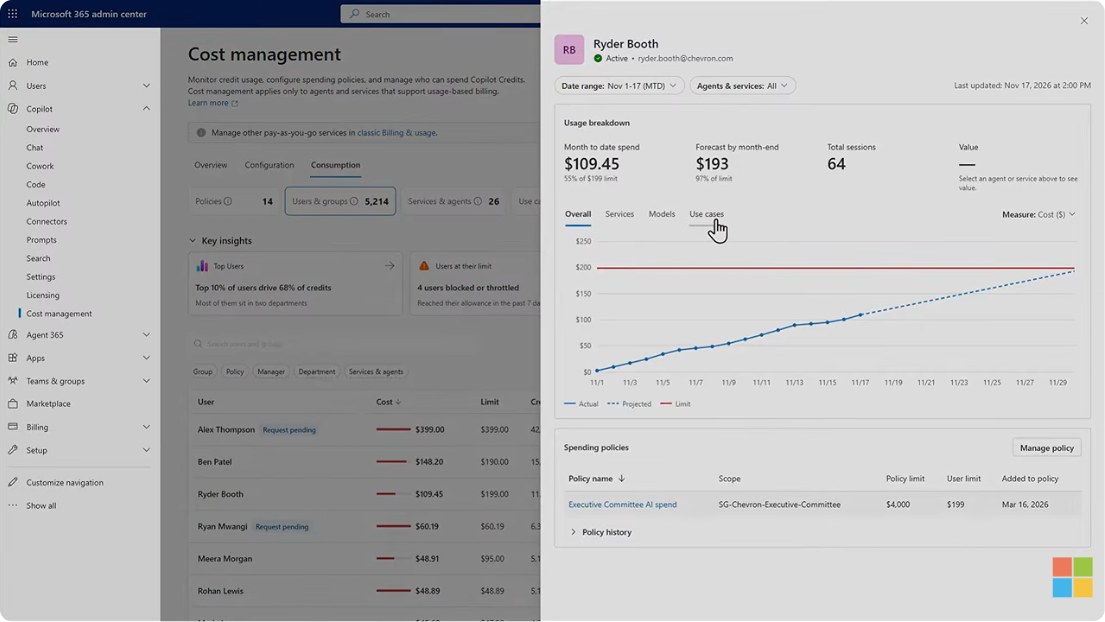 Microsoft 365 admin center
Search
Home
Users
Copilot
Overview
Chat
Cowork
Code
Autopilot
Connectors
Prompts
Search
Settings
Licensing
Cost management
Agent 365
Apps
Teams & groups
Marketplace
Billing
Setup
Customize navigation
Show all
Cost management
Monitor credit usage, configure spending policies, and manage who can spend Copilot Credits.
Cost management applies only to agents and services that support usage-based billing.
Learn more
Manage other pay-as-you-go services in classic Billing & usage.
Overview Configuration Consumption
Policies 14 Users & groups 5,214 Services & agents 26 Use
Key insights
Top Users
Top 10% of users drive 68% of credits
Most of them sit in two departments
Users at their limit
4 users blocked or throttled
Reached their allowance in the past 7
Group Policy Manager Department Services & agents
User Cost Limit
Alex Thompson Request pending $399.00 $399.00 42,
Ben Patel $148.20 $190.00 15,
Ryder Booth $109.45 $199.00 11,
Ryan Mwangi Request pending $60.19 $60.19
Meera Morgan $48.91 $95.00
Rohan Lewis $48.89 $48.89
RB
Ryder Booth
Active • ryder.booth@chevron.com
Date range: Nov 1-17 (MTD) Agents & services: All
Last updated: Nov 17, 2026 at 2:00 PM
Usage breakdown
Month to date spend
$109.45
55% of $199 limit
Forecast by month-end
$193
97% of limit
Total sessions
64
Value
—
Select an agent or service above to see
value.
Overall Services Models Use cases
Measure: Cost ($)
$250
$200
$150
$100
$50
$0
11/1 11/3 11/5 11/7 11/9 11/11 11/13 11/15 11/17 11/19 11/21 11/23 11/25 11/27 11/29
Actual Projected Limit
Spending policies
Manage policy
Policy name Scope Policy limit User limit Added to policy
Executive Committee AI spend SG-Chevron-Executive-Committee $4,000 $199 Mar 16, 2026
Policy history